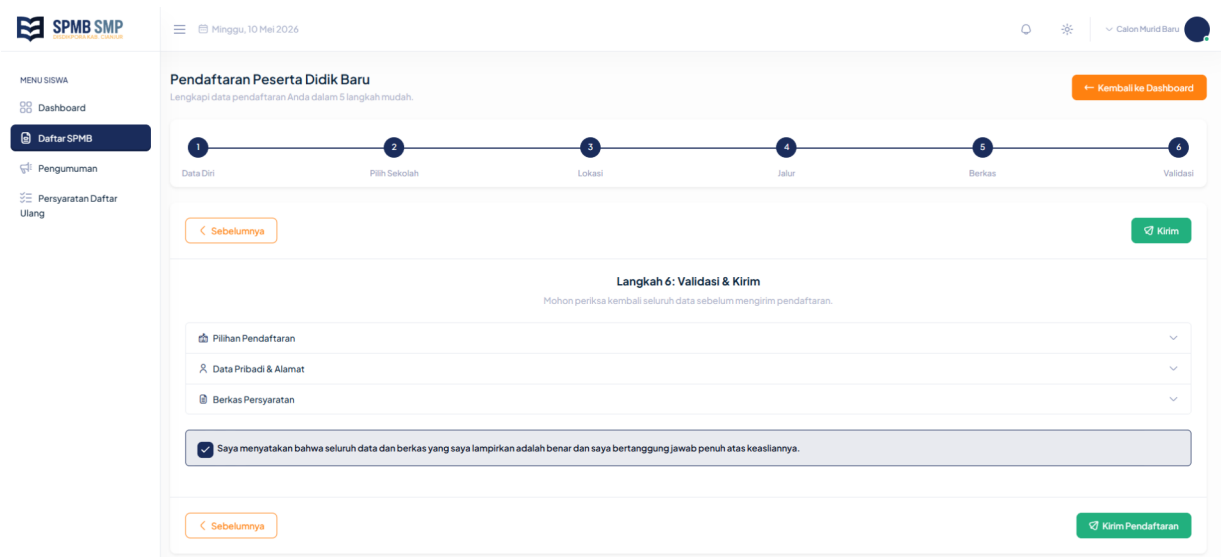 SPMB SMP
DISDIKPORA KAB. CIANJUR
Minggu, 10 Mei 2026
Calon Murid Baru
MENU SISWA
Dashboard
Daftar SPMB
Pengumuman
Persyaratan Daftar
Ulang
Pendaftaran Peserta Didik Baru
Lengkapi data pendaftaran Anda dalam 5 langkah mudah.
← Kembali ke Dashboard
1 2 3 4 5 6
Data Diri Pilih Sekolah Lokasi Jalur Berkas Validasi
Sebelumnya
Kirim
Langkah 6: Validasi & Kirim
Mohon periksa kembali seluruh data sebelum mengirim pendaftaran.
Pilihan Pendaftaran
Data Pribadi & Alamat
Berkas Persyaratan
Saya menyatakan bahwa seluruh data dan berkas yang saya lampirkan adalah benar dan saya bertanggung jawab penuh atas keasliannya.
Sebelumnya
Kirim Pendaftaran